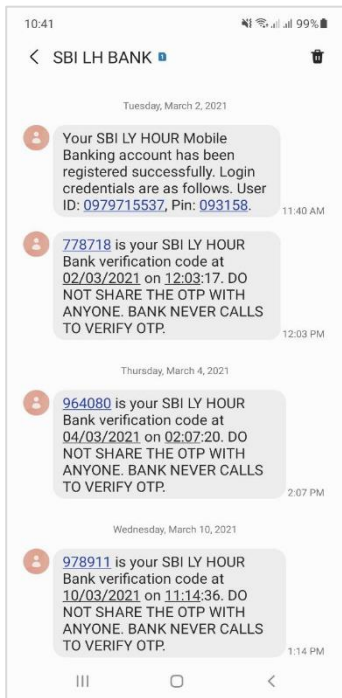 10:41 99%
SBI LH BANK 1
Tuesday, March 2, 2021
Your SBI LY HOUR Mobile
Banking account has been
registered successfully. Login
credentials are as follows. User
ID: 0979715537, Pin: 093158.
11:40 AM
778718 is your SBI LY HOUR
Bank verification code at
02/03/2021 on 12:03:17. DO
NOT SHARE THE OTP WITH
ANYONE. BANK NEVER CALLS
TO VERIFY OTP.
12:03 PM
Thursday, March 4, 2021
964080 is your SBI LY HOUR
Bank verification code at
04/03/2021 on 02:07:20. DO
NOT SHARE THE OTP WITH
ANYONE. BANK NEVER CALLS
TO VERIFY OTP.
2:07 PM
Wednesday, March 10, 2021
978911 is your SBI LY HOUR
Bank verification code at
10/03/2021 on 11:14:36. DO
NOT SHARE THE OTP WITH
ANYONE. BANK NEVER CALLS
TO VERIFY OTP.
1:14 PM